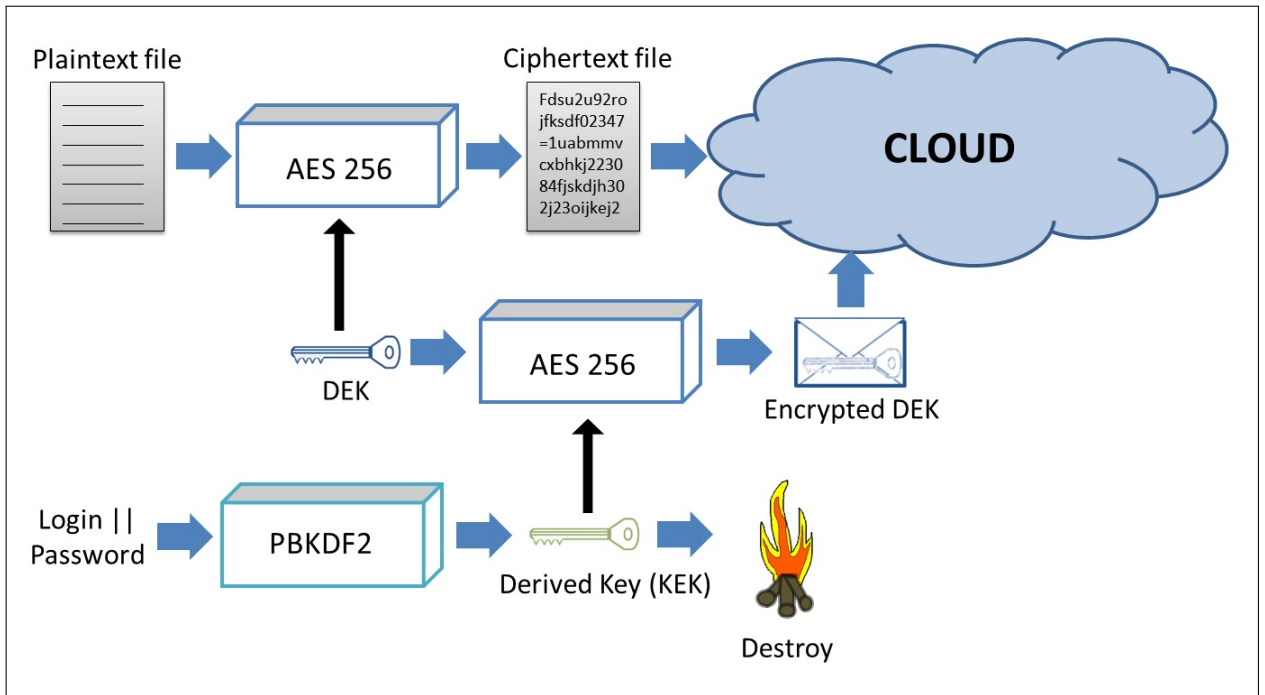 Plaintext file
Ciphertext file
Fdsu2u92ro
jfksdf02347
=1uabmmv
cxbhkj2230
84fjskdjh30
2j23oijkej2
AES 256
CLOUD
DEK
AES 256
Encrypted DEK
Login ||
Password
PBKDF2
Derived Key (KEK)
Destroy